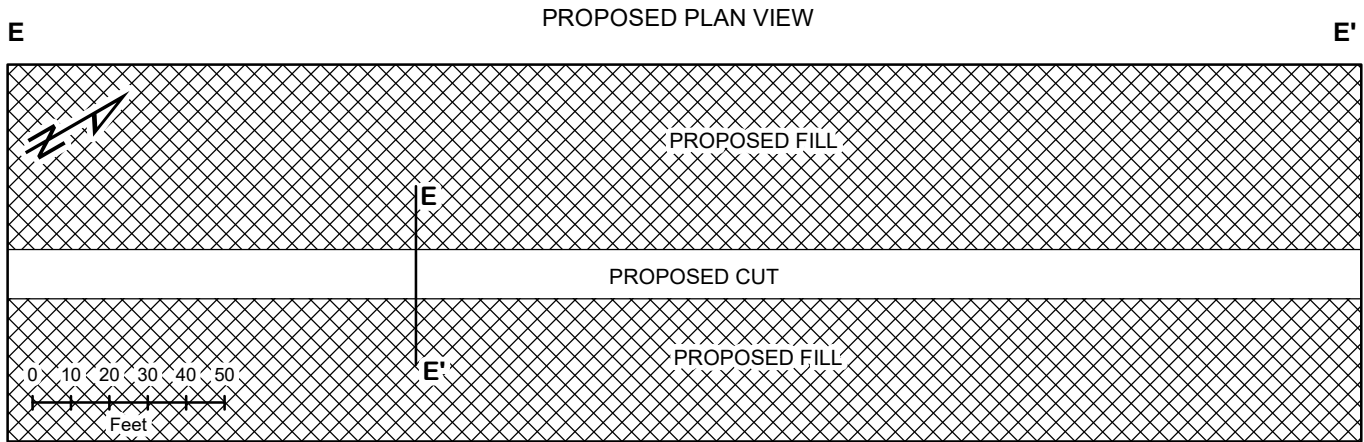 PROPOSED PLAN VIEW
E E'
N
PROPOSED FILL
E
PROPOSED CUT
PROPOSED FILL
E'
0 10 20 30 40 50
Feet